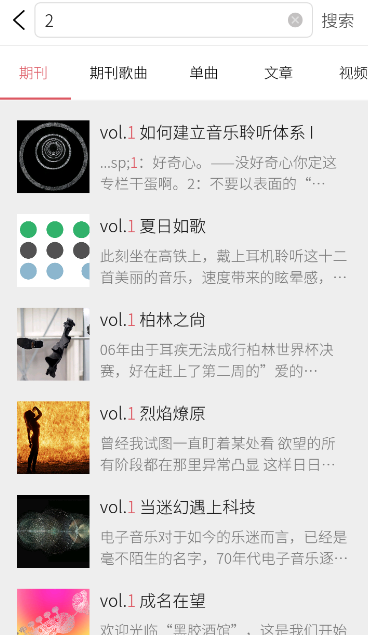 2
搜索
期刊
期刊歌曲
单曲
文章
视频
vol.1 如何建立音乐聆听体系 I
...sp;1：好奇心。——没好奇心你定这
专栏干蛋啊。2：不要以表面的“…
vol.1 夏日如歌
此刻坐在高铁上，戴上耳机聆听这十二
首美丽的音乐，速度带来的眩晕感，…
vol.1 柏林之尙
06年由于耳疾无法成行柏林世界杯决
赛，好在赶上了第二周的”爱的…
vol.1 烈焰燎原
曾经我试图一直盯着某处看 欲望的所
有阶段都在那里异常凸显 这样日日…
vol.1 当迷幻遇上科技
电子音乐对于如今的乐迷而言，已经是
毫不陌生的名字，70年代电子音乐逐…
vol.1 成名在望
欢迎光临“黑胶酒馆”，这是我们开始